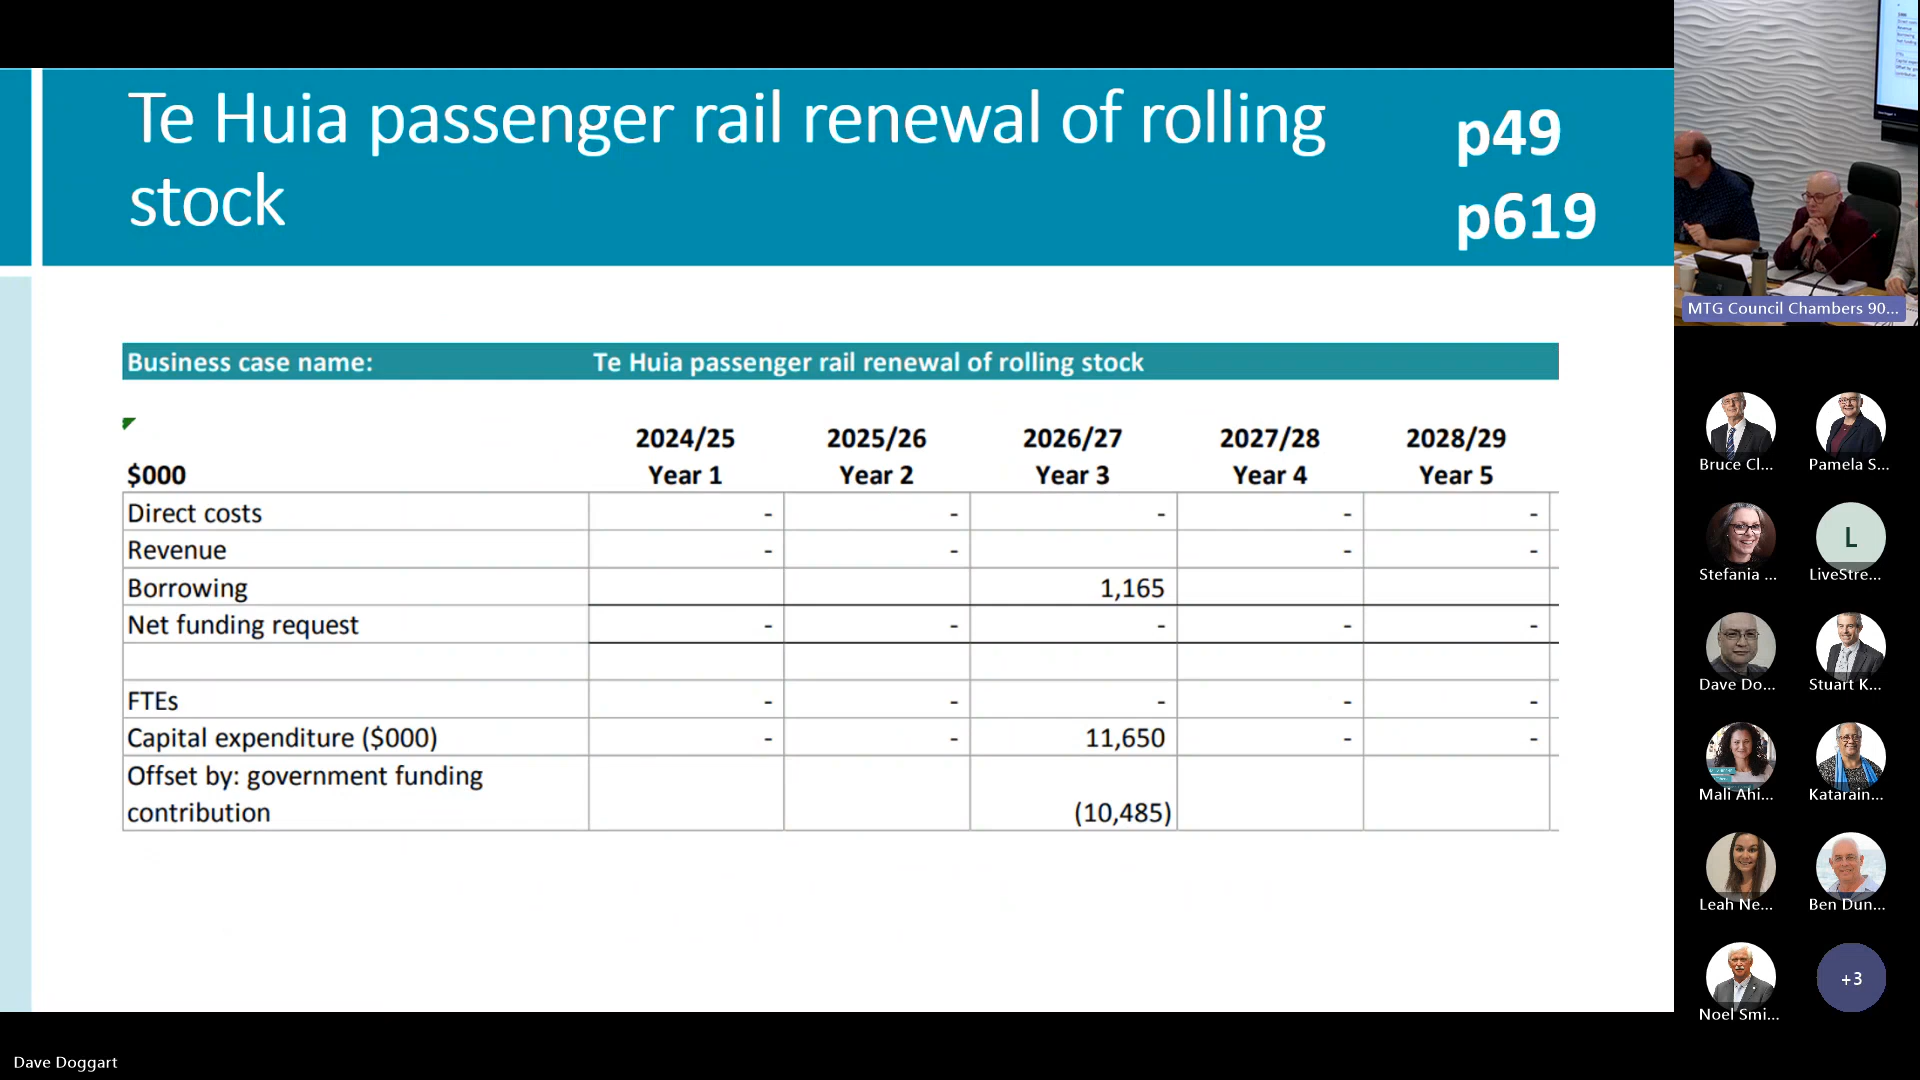 Te Huia passenger rail renewal of rolling
stock
p49
p619
Business case name: Te Huia passenger rail renewal of rolling stock
2024/25 2025/26 2026/27 2027/28 2028/29
$000 Year 1 Year 2 Year 3 Year 4 Year 5
Direct costs - - - - -
Revenue - - - -
Borrowing 1,165
Net funding request - - - - -
FTEs - - - - -
Capital expenditure ($000) - - 11,650 - -
Offset by: government funding
contribution (10,485)
MTG Council Chambers 90...
Bruce Cl... Pamela S...
L
Stefania ... LiveStre...
Dave Do... Stuart K...
Mali Ahi... Katarain...
Leah Ne... Ben Dun...
+3
Noel Smi...
Dave Doggart